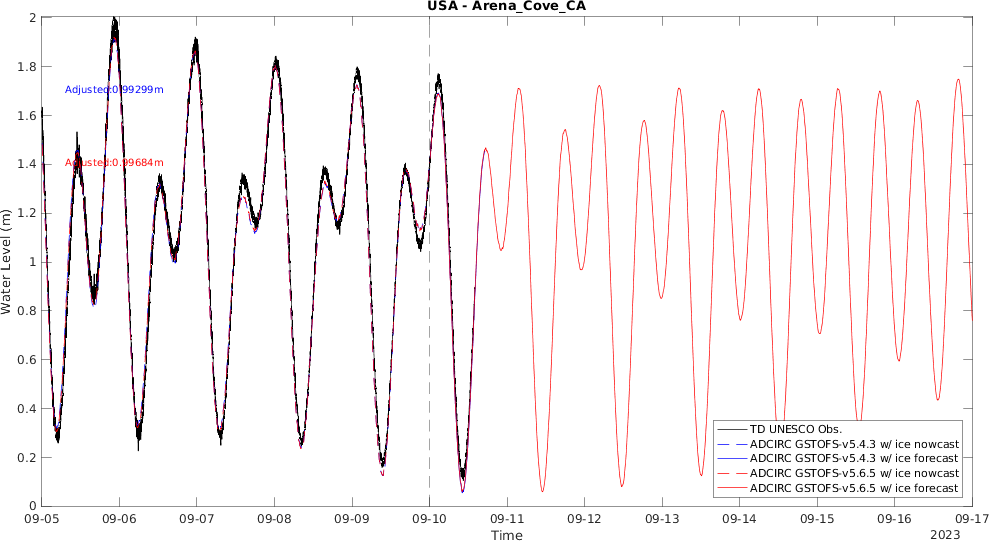 USA - Arena_Cove_CA
2
1.8
1.6
1.4
1.2
1
0.8
0.6
0.4
0.2
0
Water Level (m)
Adjusted:0.99299m
Adjusted:0.99684m
TD UNESCO Obs.
ADCIRC GSTOFS-v5.4.3 w/ ice nowcast
ADCIRC GSTOFS-v5.4.3 w/ ice forecast
ADCIRC GSTOFS-v5.6.5 w/ ice nowcast
ADCIRC GSTOFS-v5.6.5 w/ ice forecast
09-05 09-06 09-07 09-08 09-09 09-10 09-11 09-12 09-13 09-14 09-15 09-16 09-17
Time
2023